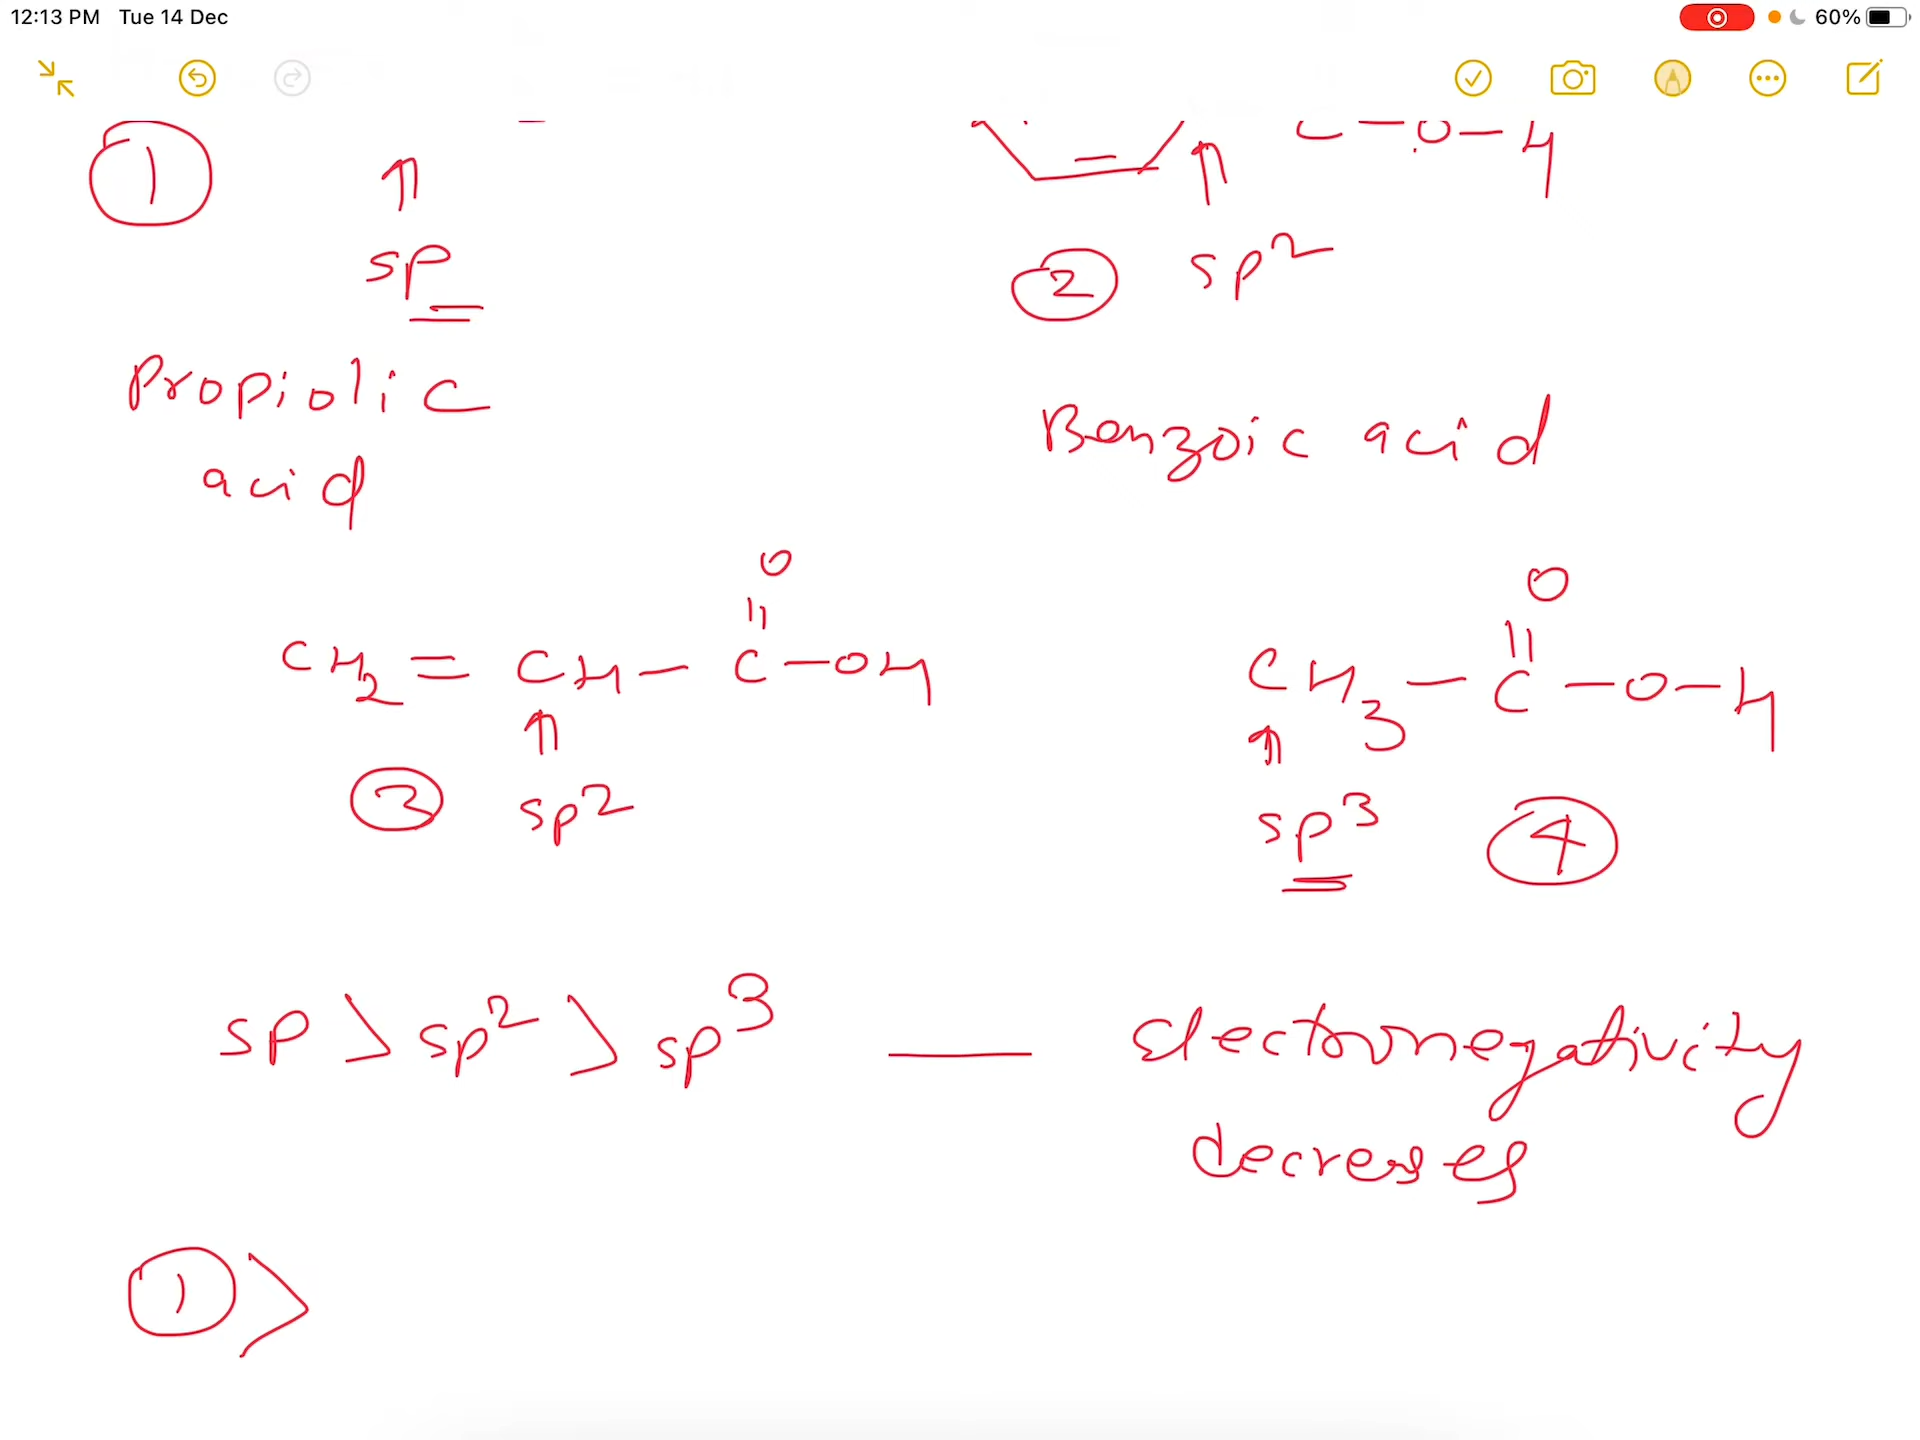 12:13 PM Tue 14 Dec 60%
C-O-H
1
sp
2 sp2
Propiolic
acid
Benzoic acid
O
||
CH2=CH-C-OH
3 sp2
O
||
CH3-C-O-H
sp3 4
sp > sp2 > sp3 — Electronegativity
decreases
1 >